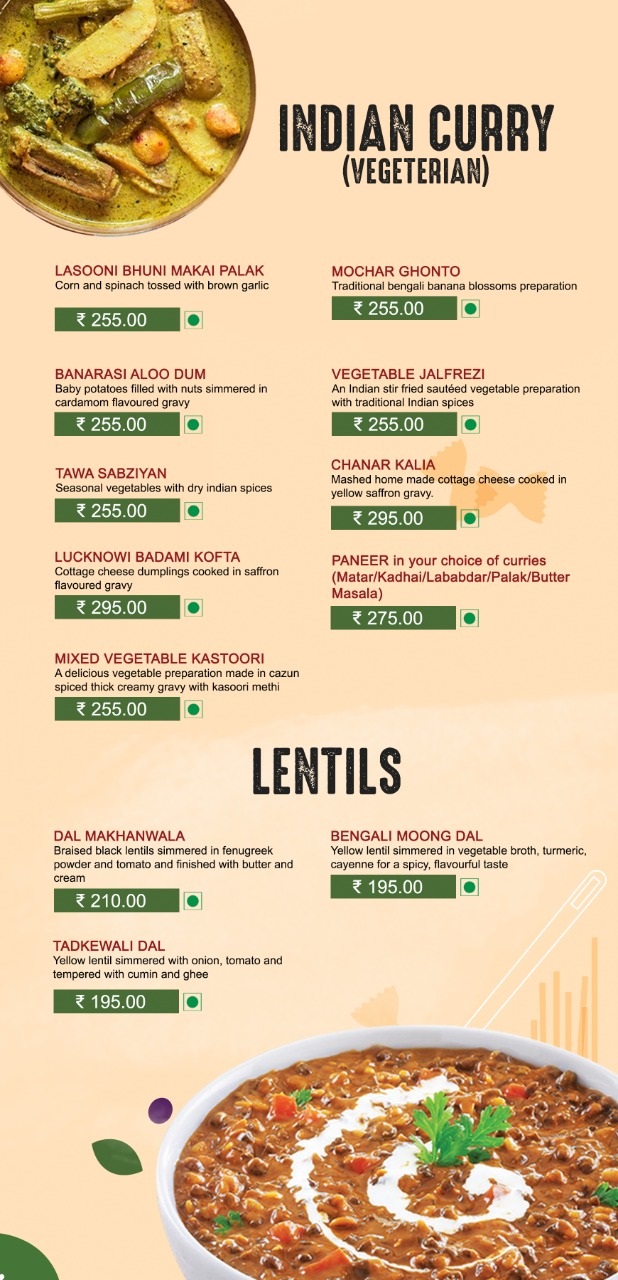 INDIAN CURRY
(VEGETERIAN)
LASOONI BHUNI MAKAI PALAK
Corn and spinach tossed with brown garlic
₹ 255.00
BANARASI ALOO DUM
Baby potatoes filled with nuts simmered in
cardamom flavoured gravy
₹ 255.00
TAWA SABZIYAN
Seasonal vegetables with dry indian spices
₹ 255.00
LUCKNOWI BADAMI KOFTA
Cottage cheese dumplings cooked in saffron
flavoured gravy
₹ 295.00
MIXED VEGETABLE KASTOORI
A delicious vegetable preparation made in cazun
spiced thick creamy gravy with kasoori methi
₹ 255.00
MOCHAR GHONTO
Traditional bengali banana blossoms preparation
₹ 255.00
VEGETABLE JALFREZI
An Indian stir fried sautéed vegetable preparation
with traditional Indian spices
₹ 255.00
CHANAR KALIA
Mashed home made cottage cheese cooked in
yellow saffron gravy.
₹ 295.00
PANEER in your choice of curries
(Matar/Kadhai/Lababdar/Palak/Butter
Masala)
₹ 275.00
LENTILS
DAL MAKHANWALA
Braised black lentils simmered in fenugreek
powder and tomato and finished with butter and
cream
₹ 210.00
TADKEWALI DAL
Yellow lentil simmered with onion, tomato and
tempered with cumin and ghee
₹ 195.00
BENGALI MOONG DAL
Yellow lentil simmered in vegetable broth, turmeric,
cayenne for a spicy, flavourful taste
₹ 195.00